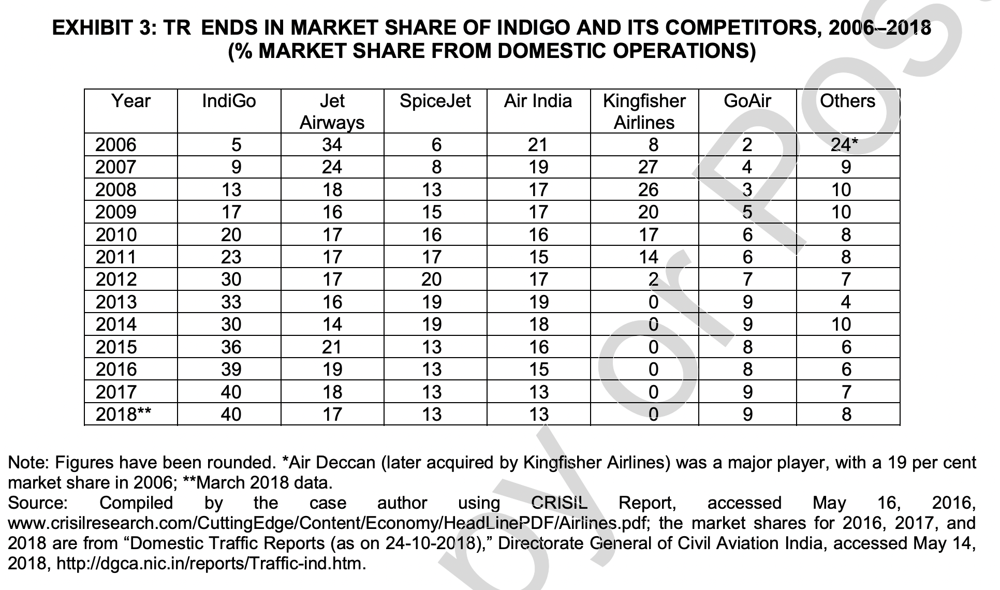 EXHIBIT 3: TR ENDS IN MARKET SHARE OF INDIGO AND ITS COMPETITORS, 2006–2018
(% MARKET SHARE FROM DOMESTIC OPERATIONS)
Year IndiGo Jet Airways SpiceJet Air India Kingfisher Airlines GoAir Others
2006 5 34 6 21 8 2 24*
2007 9 24 8 19 27 4 9
2008 13 18 13 17 26 3 10
2009 17 16 15 17 20 5 10
2010 20 17 16 16 17 6 8
2011 23 17 17 15 14 6 8
2012 30 17 20 17 2 7 7
2013 33 16 19 19 0 9 4
2014 30 14 19 18 0 9 10
2015 36 21 13 16 0 8 6
2016 39 19 13 15 0 8 6
2017 40 18 13 13 0 9 7
2018** 40 17 13 13 0 9 8
Note: Figures have been rounded. *Air Deccan (later acquired by Kingfisher Airlines) was a major player, with a 19 per cent
market share in 2006; **March 2018 data.
Source: Compiled by the case author using CRISIL Report, accessed May 16, 2016,
www.crisilresearch.com/CuttingEdge/Content/Economy/HeadLinePDF/Airlines.pdf; the market shares for 2016, 2017, and
2018 are from “Domestic Traffic Reports (as on 24-10-2018),” Directorate General of Civil Aviation India, accessed May 14,
2018, http://dgca.nic.in/reports/Traffic-ind.htm.
py or Pos